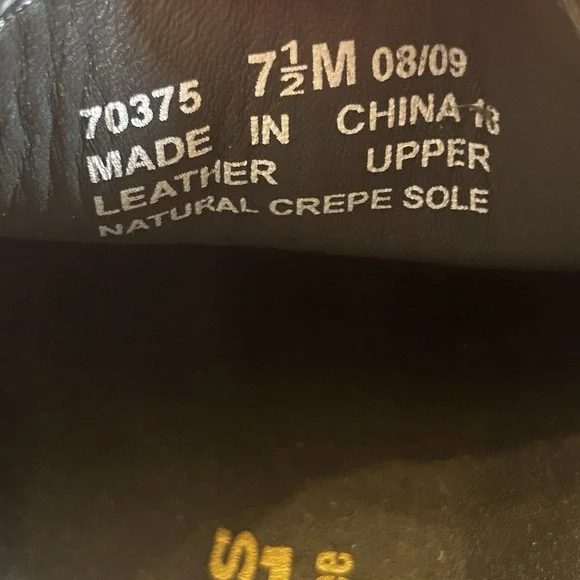 70375 7½M 08/09
MADE IN CHINA 13
LEATHER UPPER
NATURAL CREPE SOLE